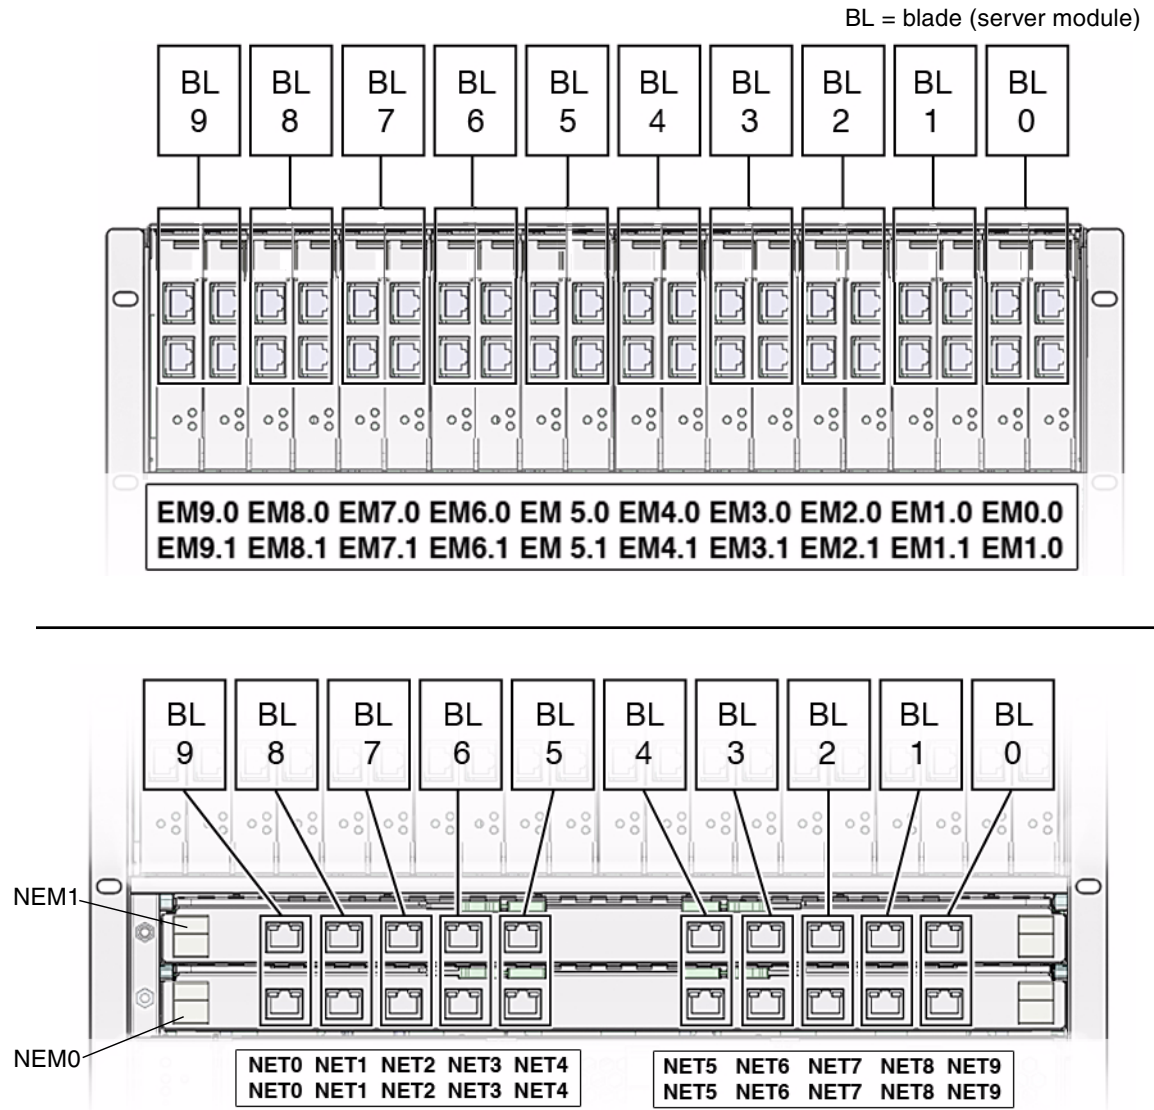 BL = blade (server module)
BL BL BL BL BL BL BL BL BL BL
9 8 7 6 5 4 3 2 1 0
EM9.0 EM8.0 EM7.0 EM6.0 EM 5.0 EM4.0 EM3.0 EM2.0 EM1.0 EM0.0
EM9.1 EM8.1 EM7.1 EM6.1 EM 5.1 EM4.1 EM3.1 EM2.1 EM1.1 EM1.0
BL BL BL BL BL BL BL BL BL BL
9 8 7 6 5 4 3 2 1 0
NEM1
NEM0
NET0 NET1 NET2 NET3 NET4 NET5 NET6 NET7 NET8 NET9
NET0 NET1 NET2 NET3 NET4 NET5 NET6 NET7 NET8 NET9